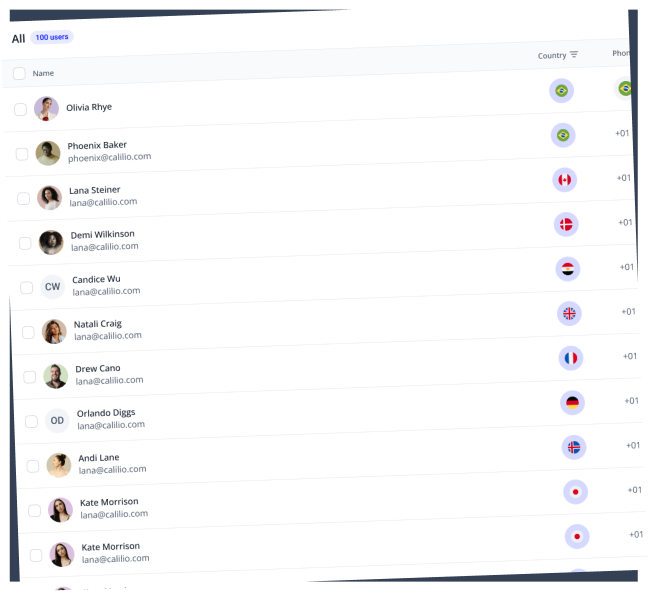 All 100 users
Name Country Phon
Olivia Rhye
Phoenix Baker
phoenix@calilio.com +01
Lana Steiner
lana@calilio.com +01
Demi Wilkinson
lana@calilio.com +01
CW Candice Wu
lana@calilio.com +01
Natali Craig
lana@calilio.com +01
Drew Cano
lana@calilio.com +01
OD Orlando Diggs
lana@calilio.com +01
Andi Lane
lana@calilio.com +01
Kate Morrison
lana@calilio.com +01
Kate Morrison
lana@calilio.com +01